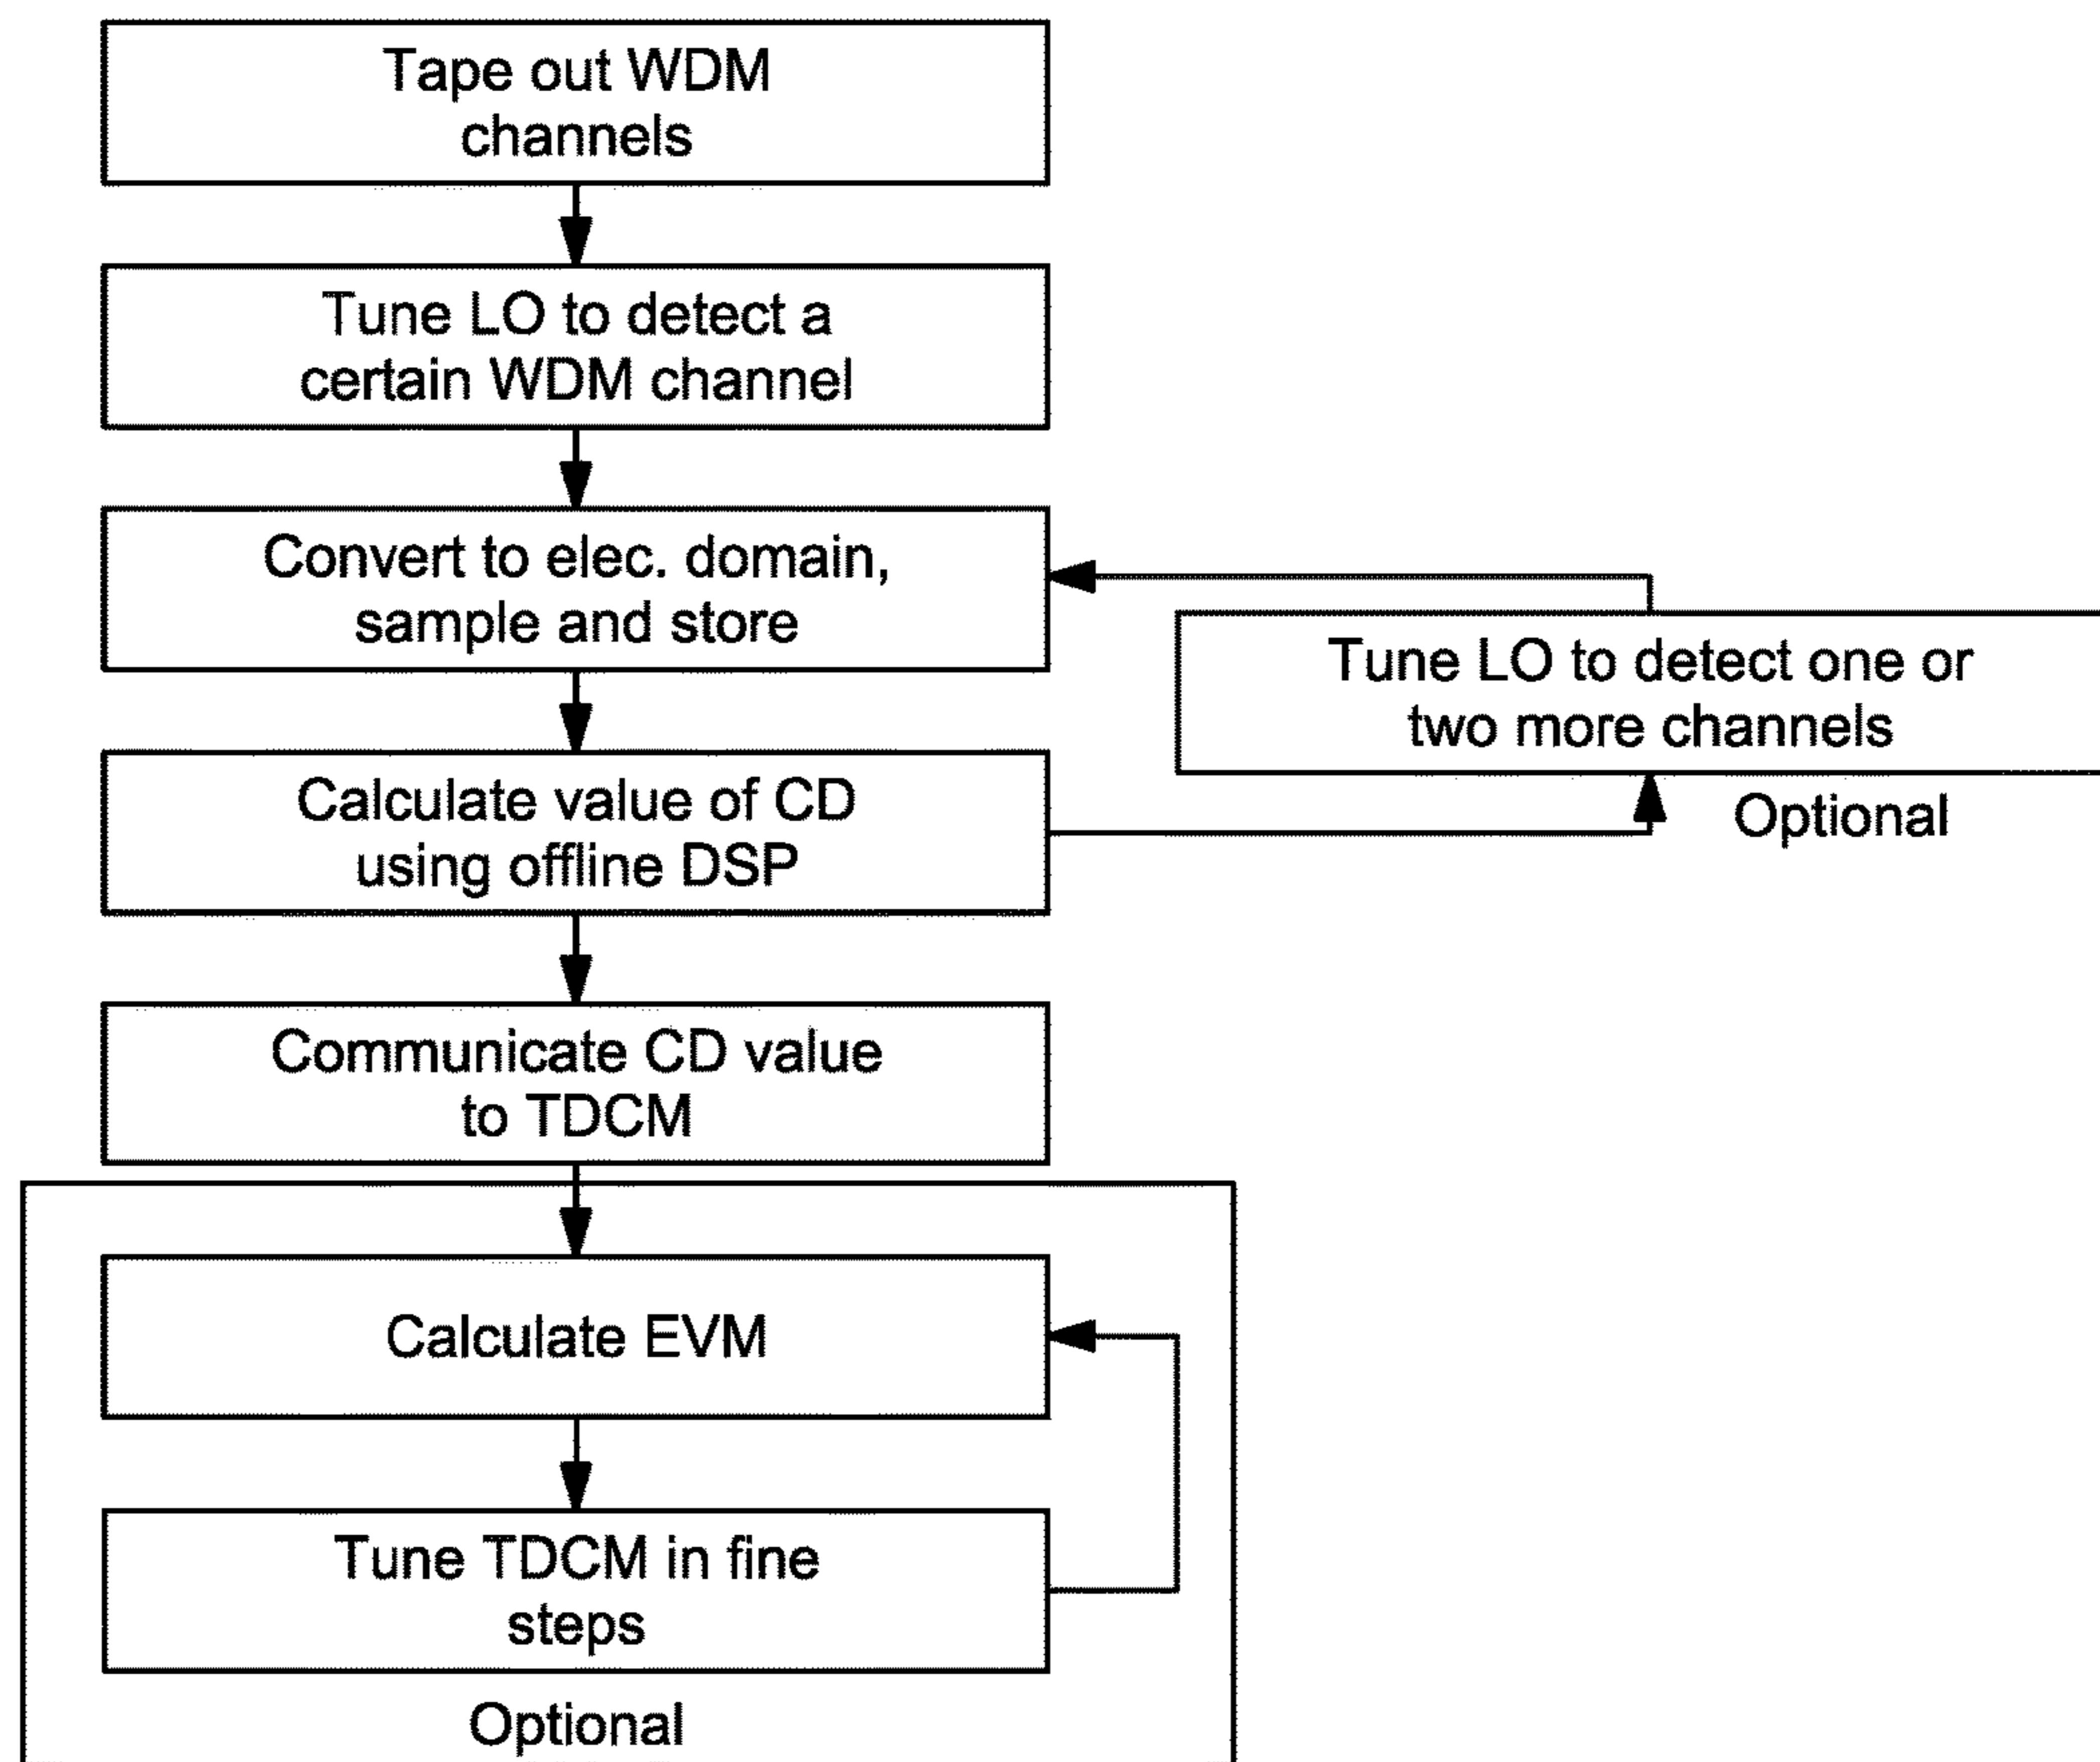 Tape out WDM
channels
Tune LO to detect a
certain WDM channel
Convert to elec. domain,
sample and store
Tune LO to detect one or
two more channels
Optional
Calculate value of CD
using offline DSP
Communicate CD value
to TDCM
Calculate EVM
Tune TDCM in fine
steps
Optional